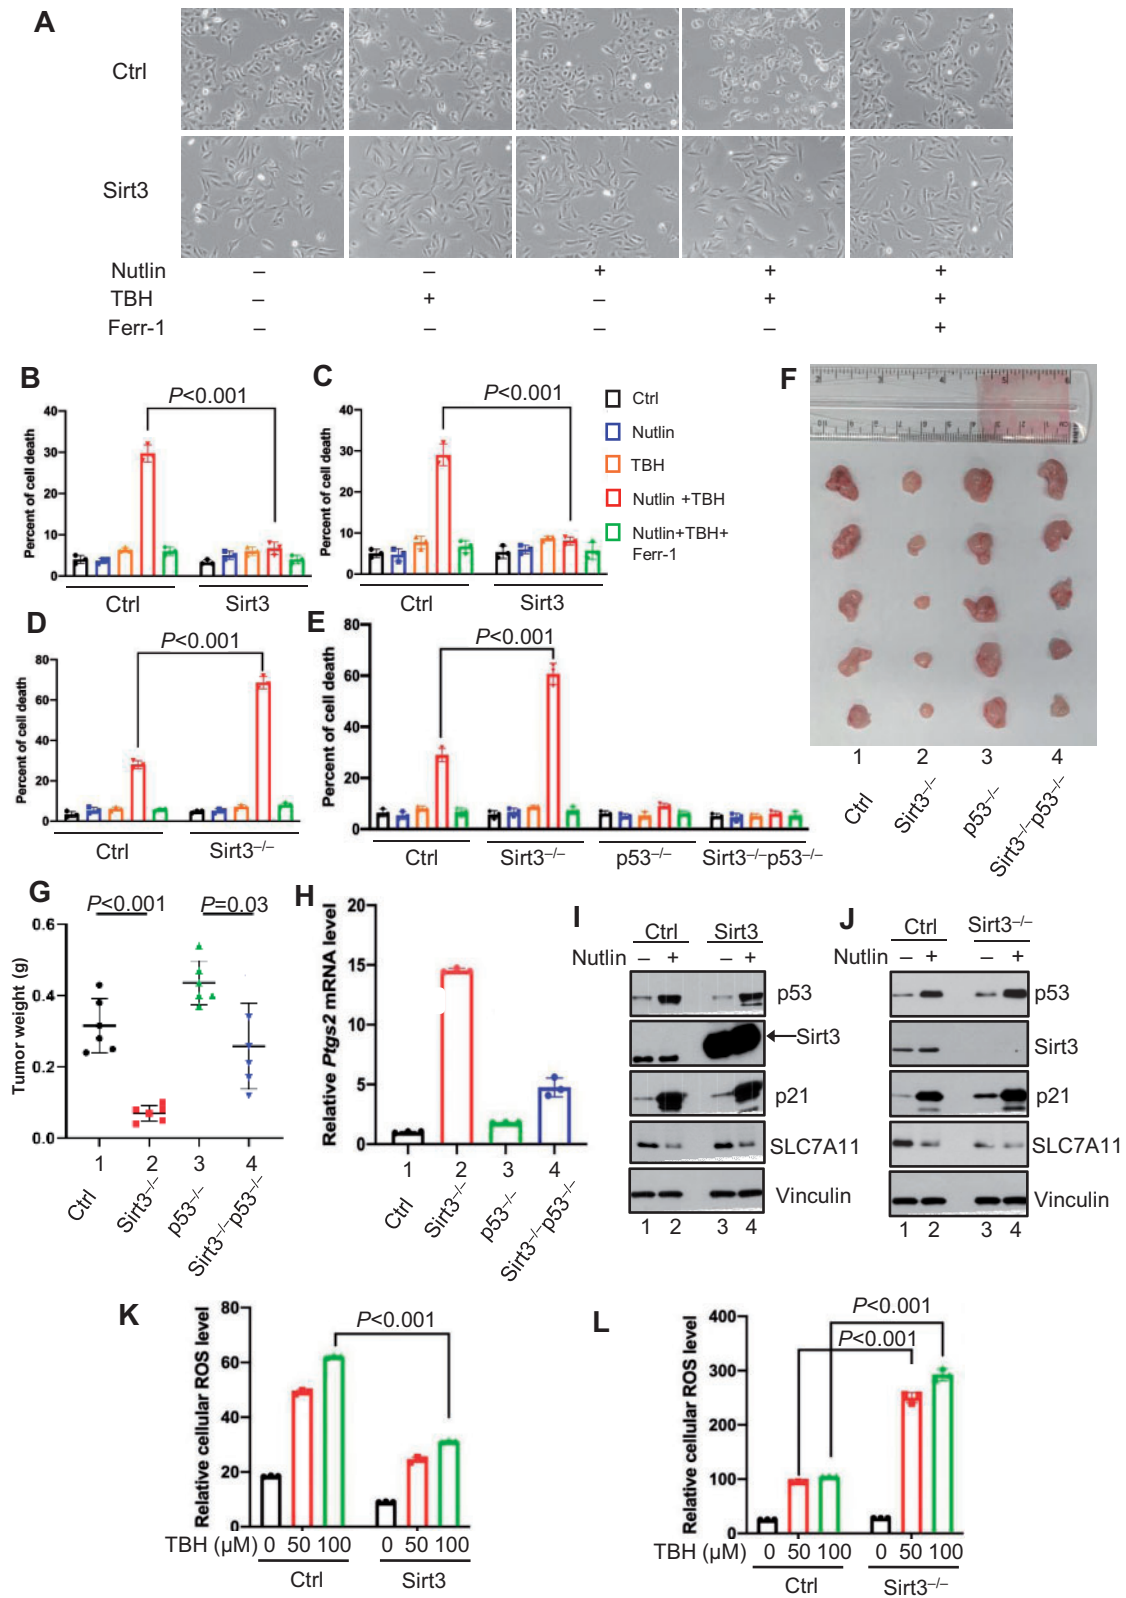 A
Ctrl
Sirt3
Nutlin – – + + +
TBH – + – + +
Ferr-1 – – – – +
B
Percent of cell death
40
30
20
10
0
P<0.001
Ctrl Sirt3
C
Percent of cell death
40
30
20
10
0
P<0.001
Ctrl Sirt3
Ctrl
Nutlin
TBH
Nutlin +TBH
Nutlin+TBH+
Ferr-1
D
Percent of cell death
80
60
40
20
0
P<0.001
Ctrl Sirt3–/–
E
Percent of cell death
80
60
40
20
0
P<0.001
Ctrl Sirt3–/– p53–/– Sirt3–/–p53–/–
F
1 2 3 4
Ctrl
Sirt3–/–
p53–/–
Sirt3–/–p53–/–
G
Tumor weight (g)
0.6
0.4
0.2
0.0
P<0.001 P=0.03
1 2 3 4
Ctrl
Sirt3–/–
p53–/–
Sirt3–/–p53–/–
H
Relative Ptgs2 mRNA level
20
15
10
5
0
1 2 3 4
Ctrl
Sirt3–/–
p53–/–
Sirt3–/–p53–/–
I
Ctrl Sirt3
Nutlin – + – +
p53
Sirt3
p21
SLC7A11
Vinculin
1 2 3 4
J
Ctrl Sirt3–/–
Nutlin – + – +
p53
Sirt3
p21
SLC7A11
Vinculin
1 2 3 4
K
Relative cellular ROS level
80
60
40
20
0
P<0.001
TBH (µM) 0 50 100 0 50 100
Ctrl Sirt3
L
Relative cellular ROS level
400
300
200
100
0
P<0.001
P<0.001
TBH (µM) 0 50 100 0 50 100
Ctrl Sirt3–/–